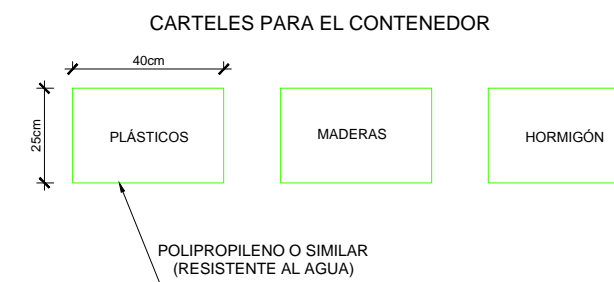 CARTELES PARA EL CONTENEDOR
40cm
25cm
PLÁSTICOS
MADERAS
HORMIGÓN
POLIPROPILENO O SIMILAR
(RESISTENTE AL AGUA)